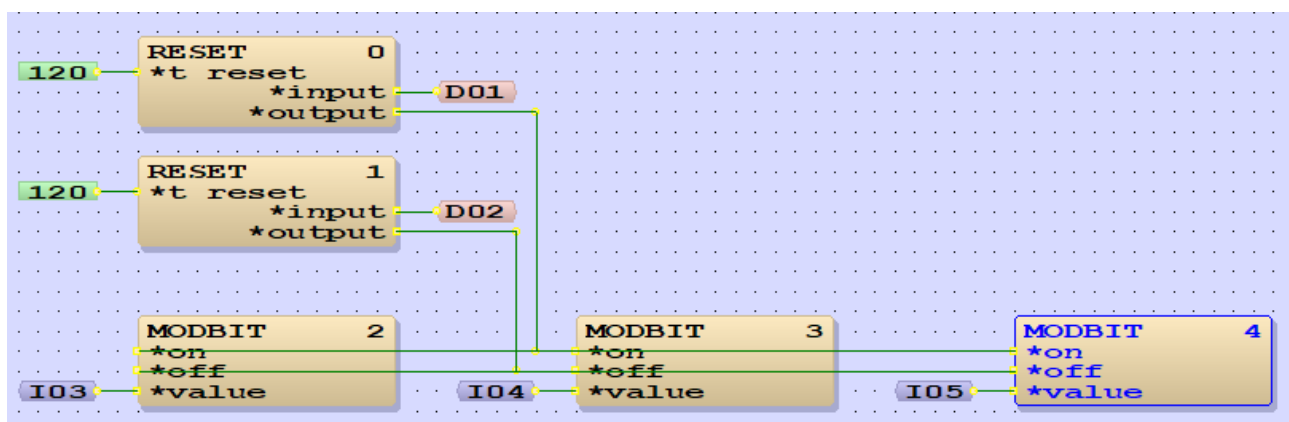 RESET 0
120 *t reset
*input D01
*output
RESET 1
120 *t reset
*input D02
*output
MODBIT 2 MODBIT 3 MODBIT 4
*on *on *on
*off *off *off
I03 *value I04 *value I05 *value